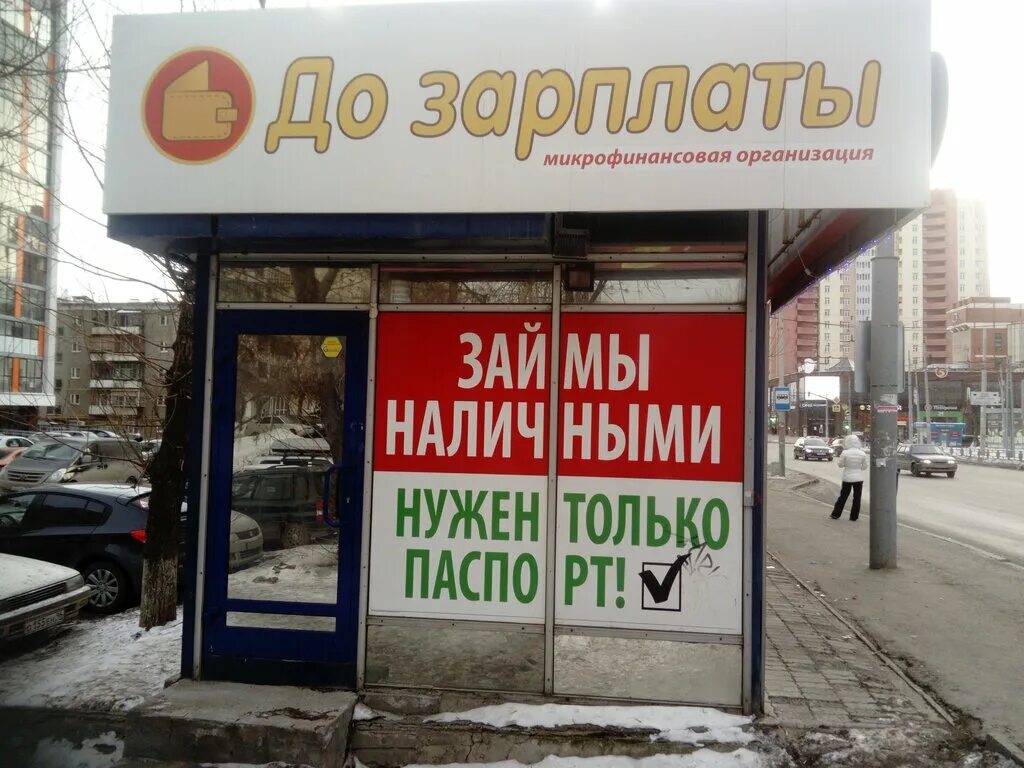 До зарплаты
микрофинансовая организация
ЗАЙМЫ
НАЛИЧНЫМИ
НУЖЕН ТОЛЬКО
ПАСПОРТ!